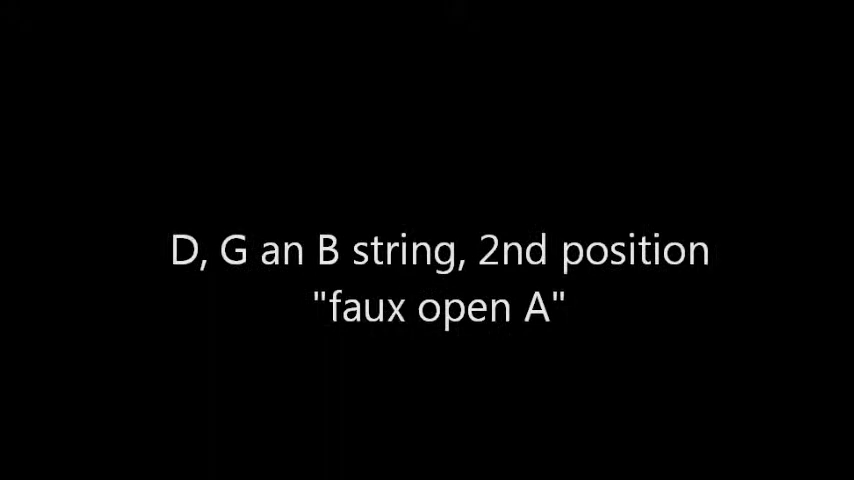 D, G an B string, 2nd position
"faux open A"